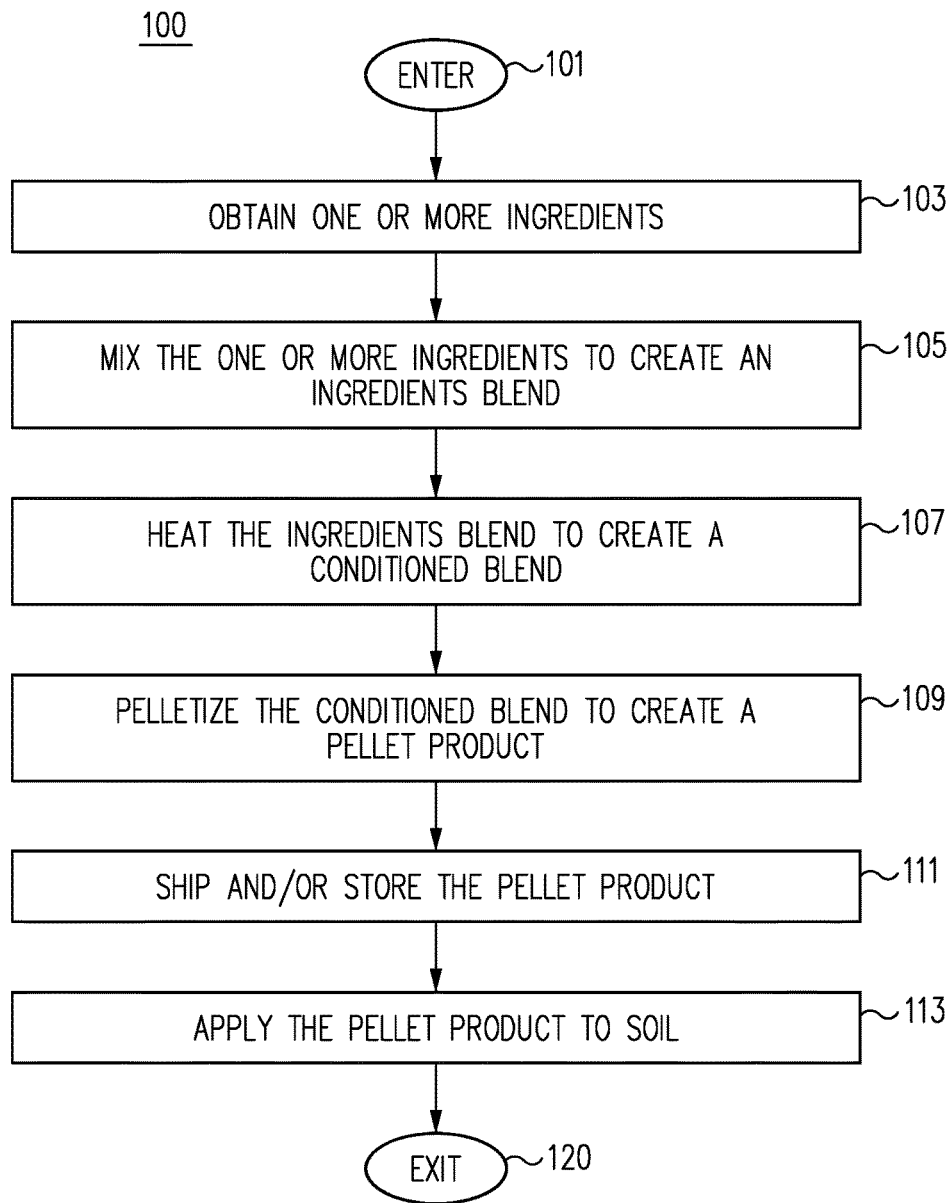 100
ENTER
101
OBTAIN ONE OR MORE INGREDIENTS
103
MIX THE ONE OR MORE INGREDIENTS TO CREATE AN
INGREDIENTS BLEND
105
HEAT THE INGREDIENTS BLEND TO CREATE A
CONDITIONED BLEND
107
PELLETIZE THE CONDITIONED BLEND TO CREATE A
PELLET PRODUCT
109
SHIP AND/OR STORE THE PELLET PRODUCT
111
APPLY THE PELLET PRODUCT TO SOIL
113
EXIT
120